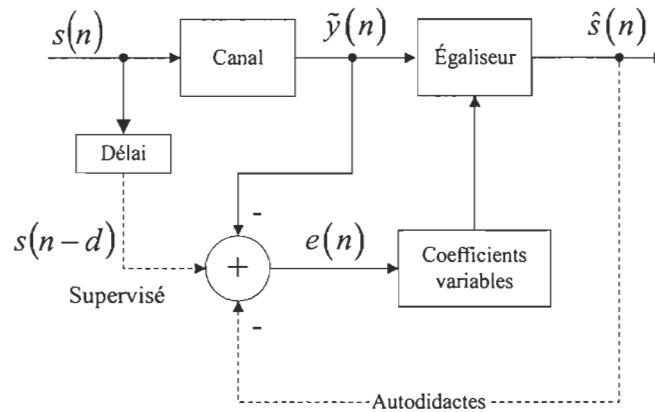 s(n)
Canal
ỹ(n)
Égaliseur
ŝ(n)
Délai
s(n−d)
Supervisé
-
+
-
e(n)
Coefficients
variables
Autodidactes